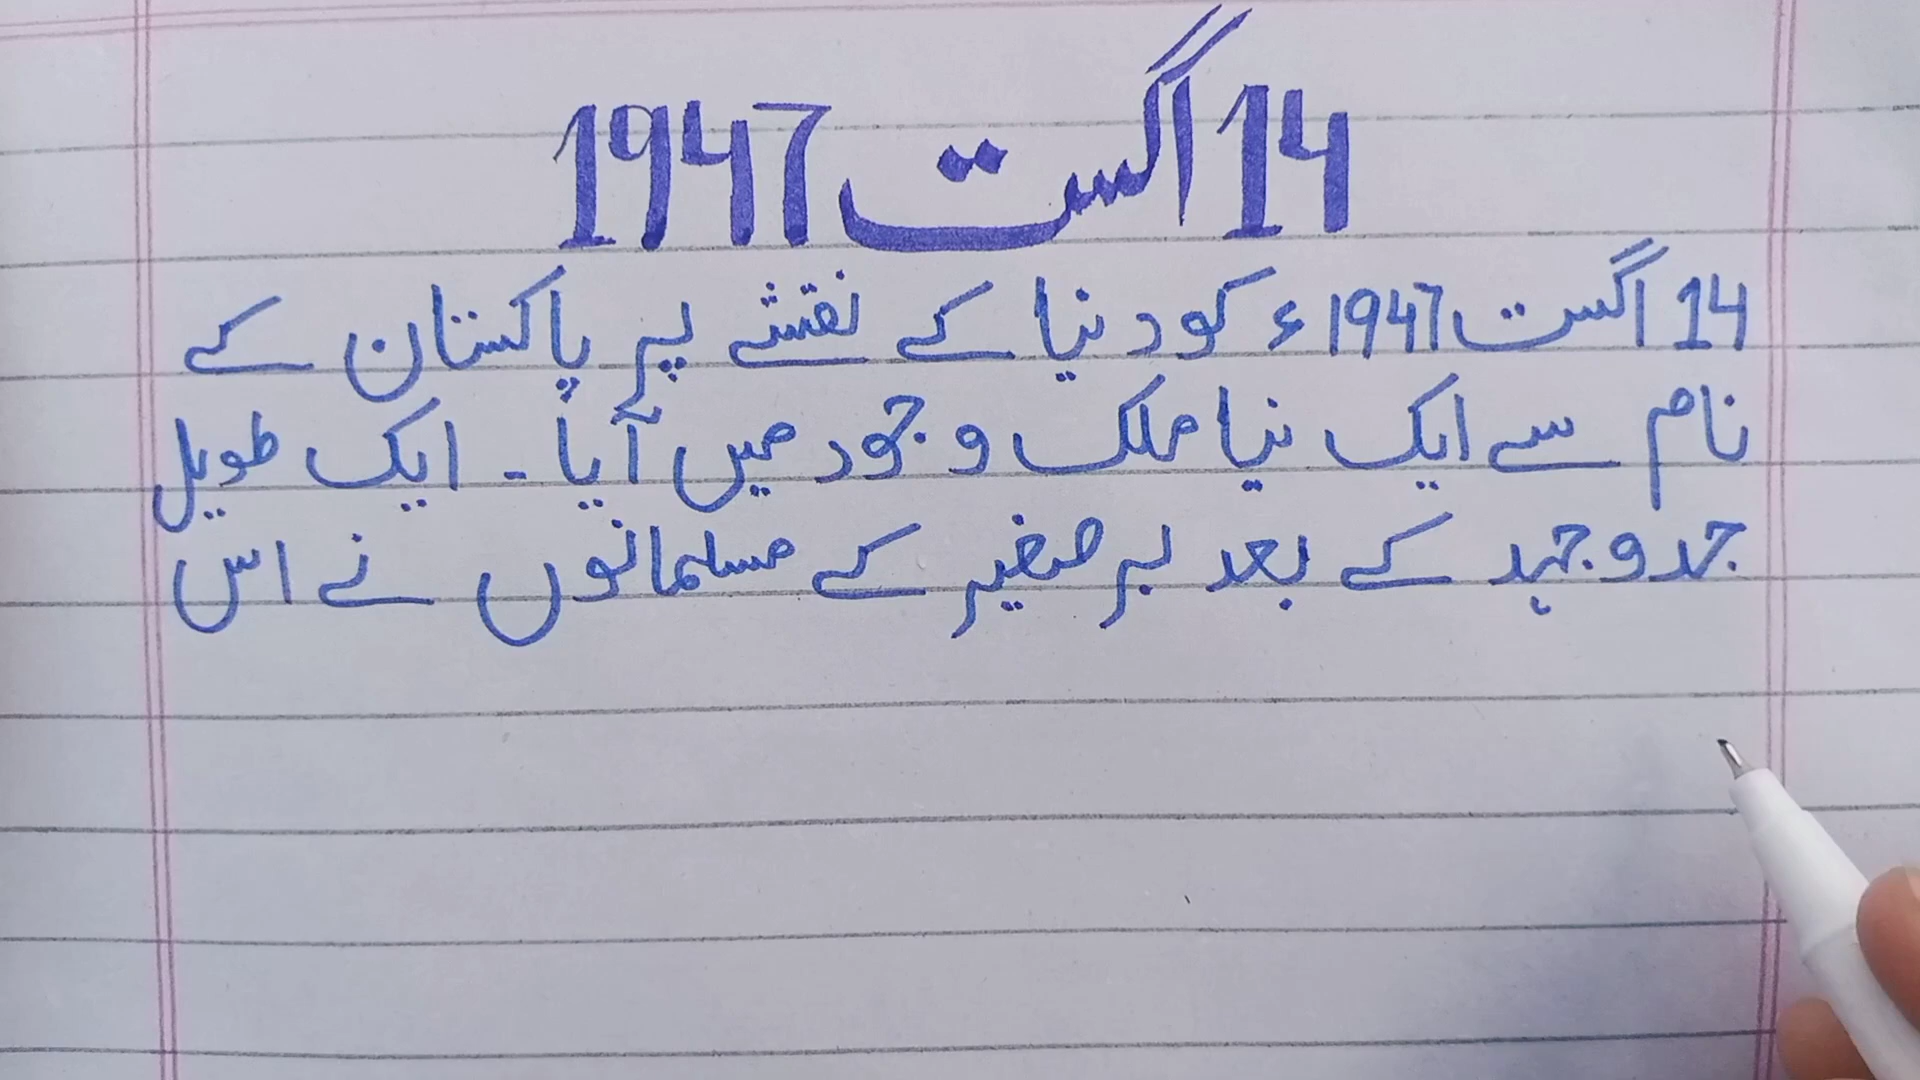 14 اگست 1947
14 اگست 1947ء کو دنیا کے نقشے پر پاکستان کے
نام سے ایک نیا ملک وجود میں آیا۔ ایک طویل
جدوجہد کے بعد برصغیر کے مسلمانوں نے اس